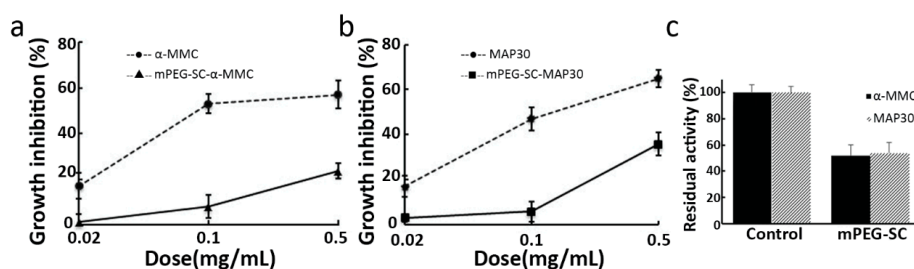 a
Growth inhibition (%)
80
60
40
20
0
α-MMC
mPEG-SC-α-MMC
0.02
0.1
0.5
Dose(mg/mL)
b
Growth inhibition (%)
80
60
40
20
0
MAP30
mPEG-SC-MAP30
0.02
0.1
0.5
Dose(mg/mL)
c
Residual activity (%)
100
80
60
40
20
0
α-MMC
MAP30
Control
mPEG-SC